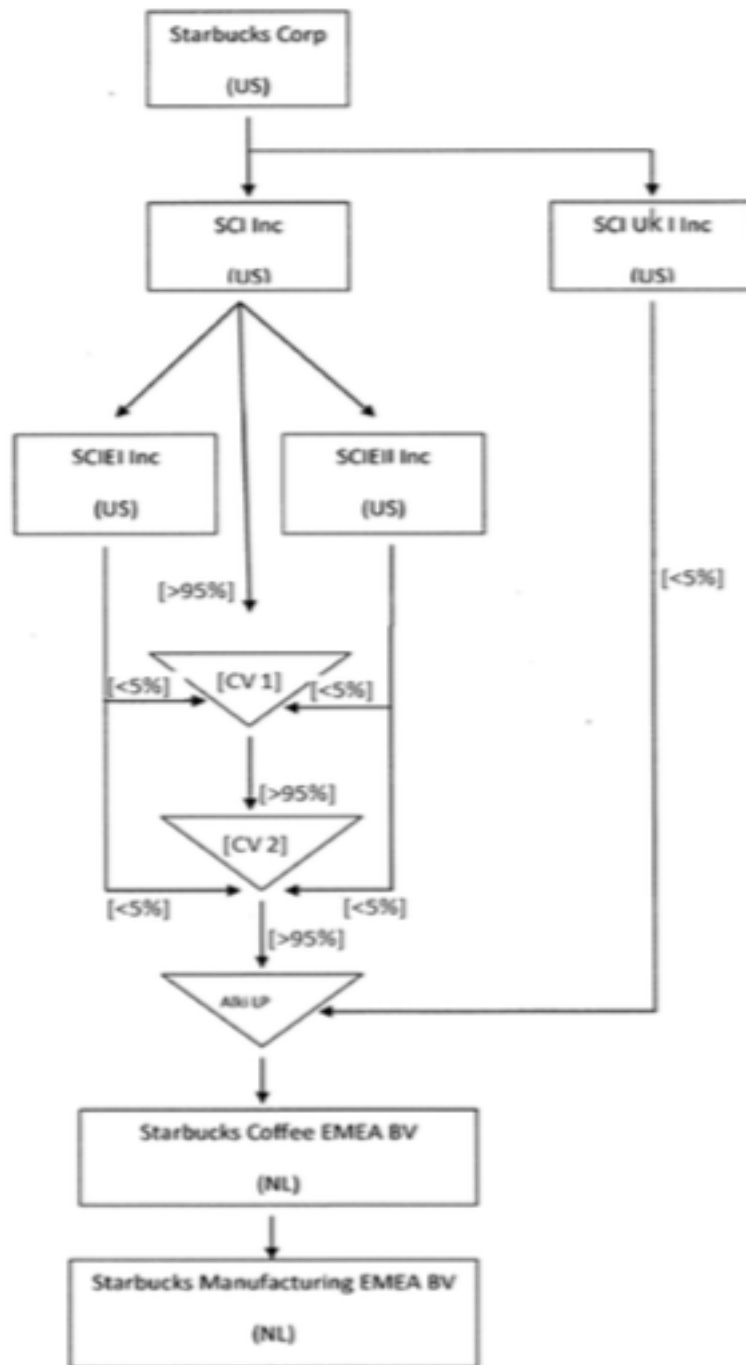 Starbucks Corp
(US)
SCI Inc
(US)
SCI UK I Inc
(US)
SCIEI Inc
(US)
SCIEII Inc
(US)
[>95%]
[<5%]
[CV 1]
[<5%]
[<5%]
[>95%]
[CV 2]
[<5%]
[<5%]
[>95%]
Alki LP
Starbucks Coffee EMEA BV
(NL)
Starbucks Manufacturing EMEA BV
(NL)